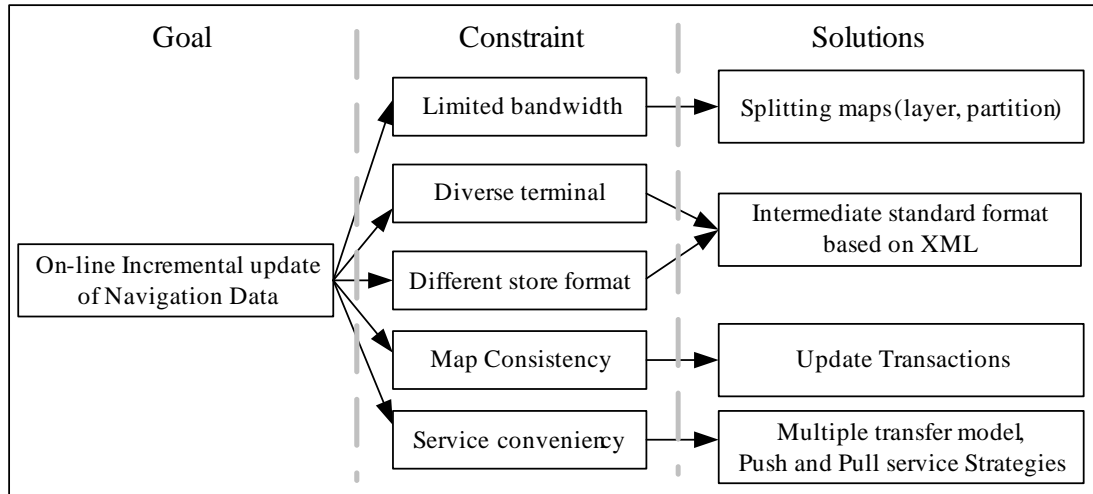 Goal
Constraint
Solutions
Limited bandwidth
Splitting maps(layer, partition)
Diverse terminal
Intermediate standard format
based on XML
On-line Incremental update
of Navigation Data
Different store format
Map Consistency
Update Transactions
Service conveniency
Multiple transfer model,
Push and Pull service Strategies